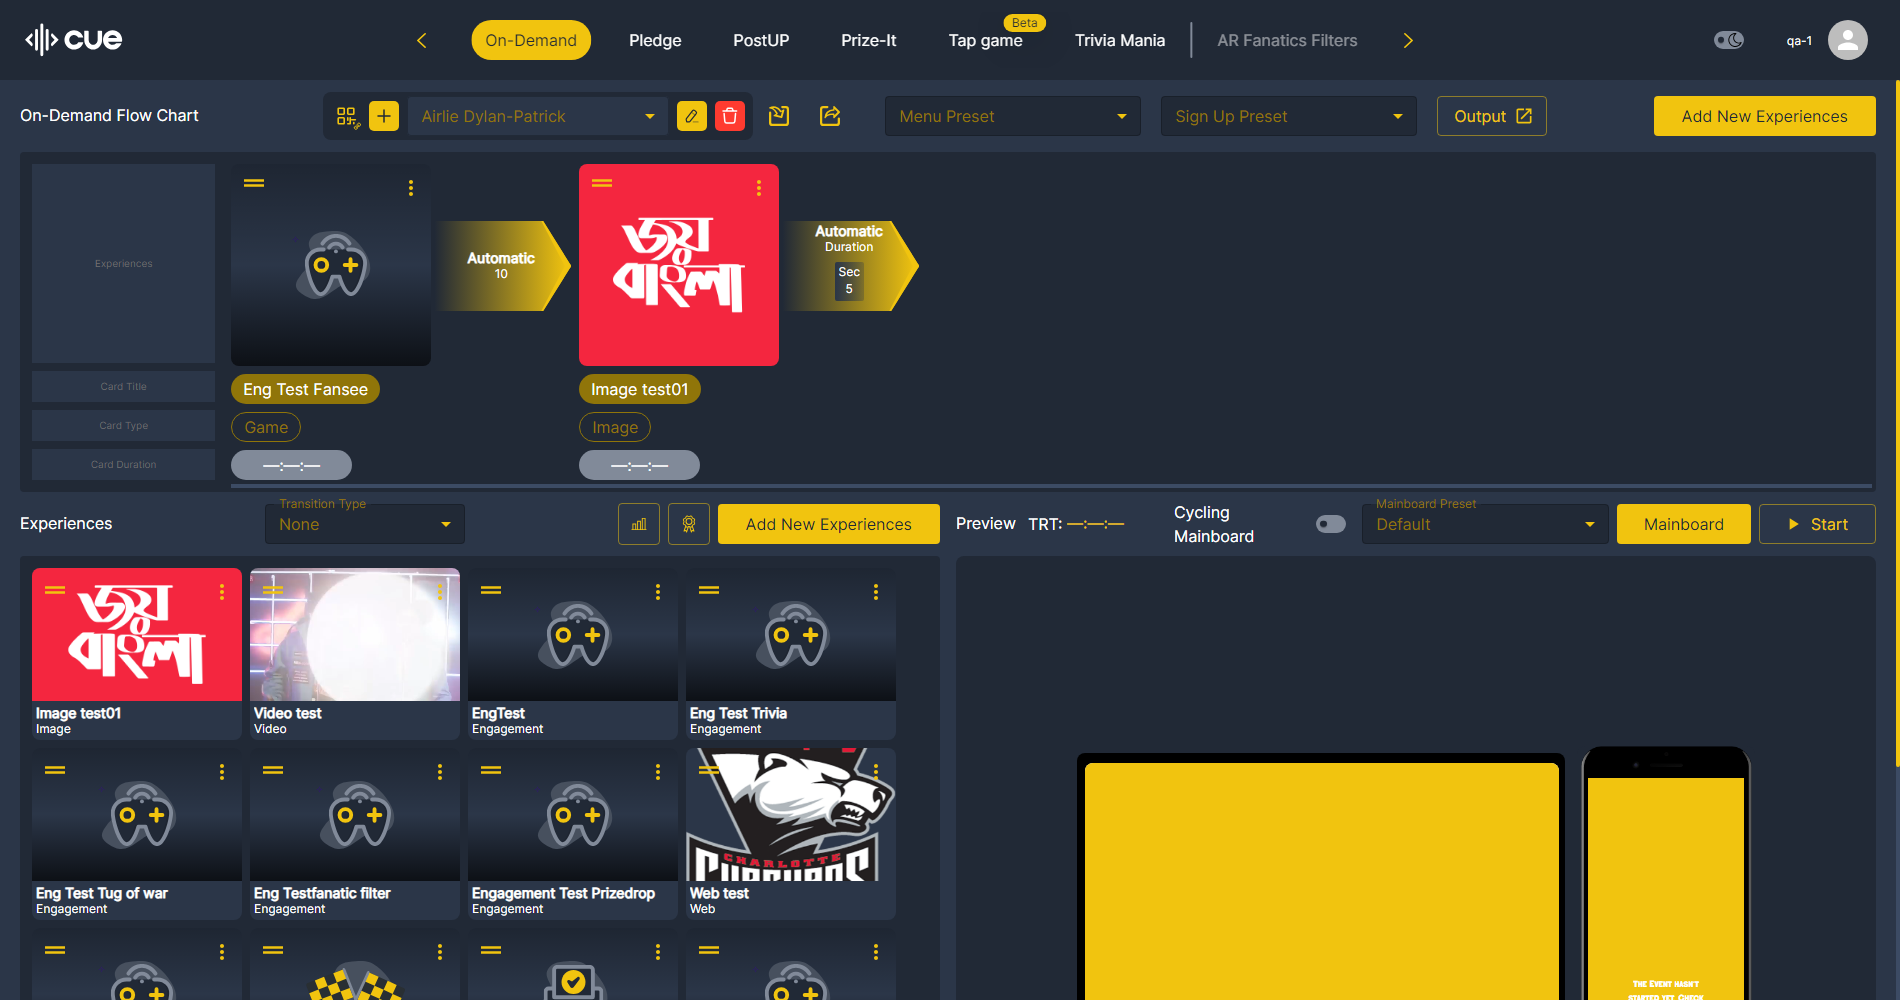 cue
On-Demand
Pledge
PostUP
Prize-It
Tap game
Beta
Trivia Mania
AR Fanatics Filters
qa-1
On-Demand Flow Chart
Airlie Dylan-Patrick
Menu Preset
Sign Up Preset
Output
Add New Experiences
Experiences
Automatic
10
জয়
বাংলা
Automatic
Duration
Sec
5
Card Title
Eng Test Fansee
Image test01
Card Type
Game
Image
Card Duration
—:—:—
—:—:—
Experiences
Transition Type
None
Add New Experiences
Preview
TRT: —:—:—
Cycling
Mainboard
Mainboard Preset
Default
Mainboard
Start
জয়
বাংলা
Image test01
Image
Video test
Video
EngTest
Engagement
Eng Test Trivia
Engagement
Eng Test Tug of war
Engagement
Eng Testfanatic filter
Engagement
Engagement Test Prizedrop
Engagement
CHARLOTTE
Web test
Web
The Event hasn't
started yet. Check